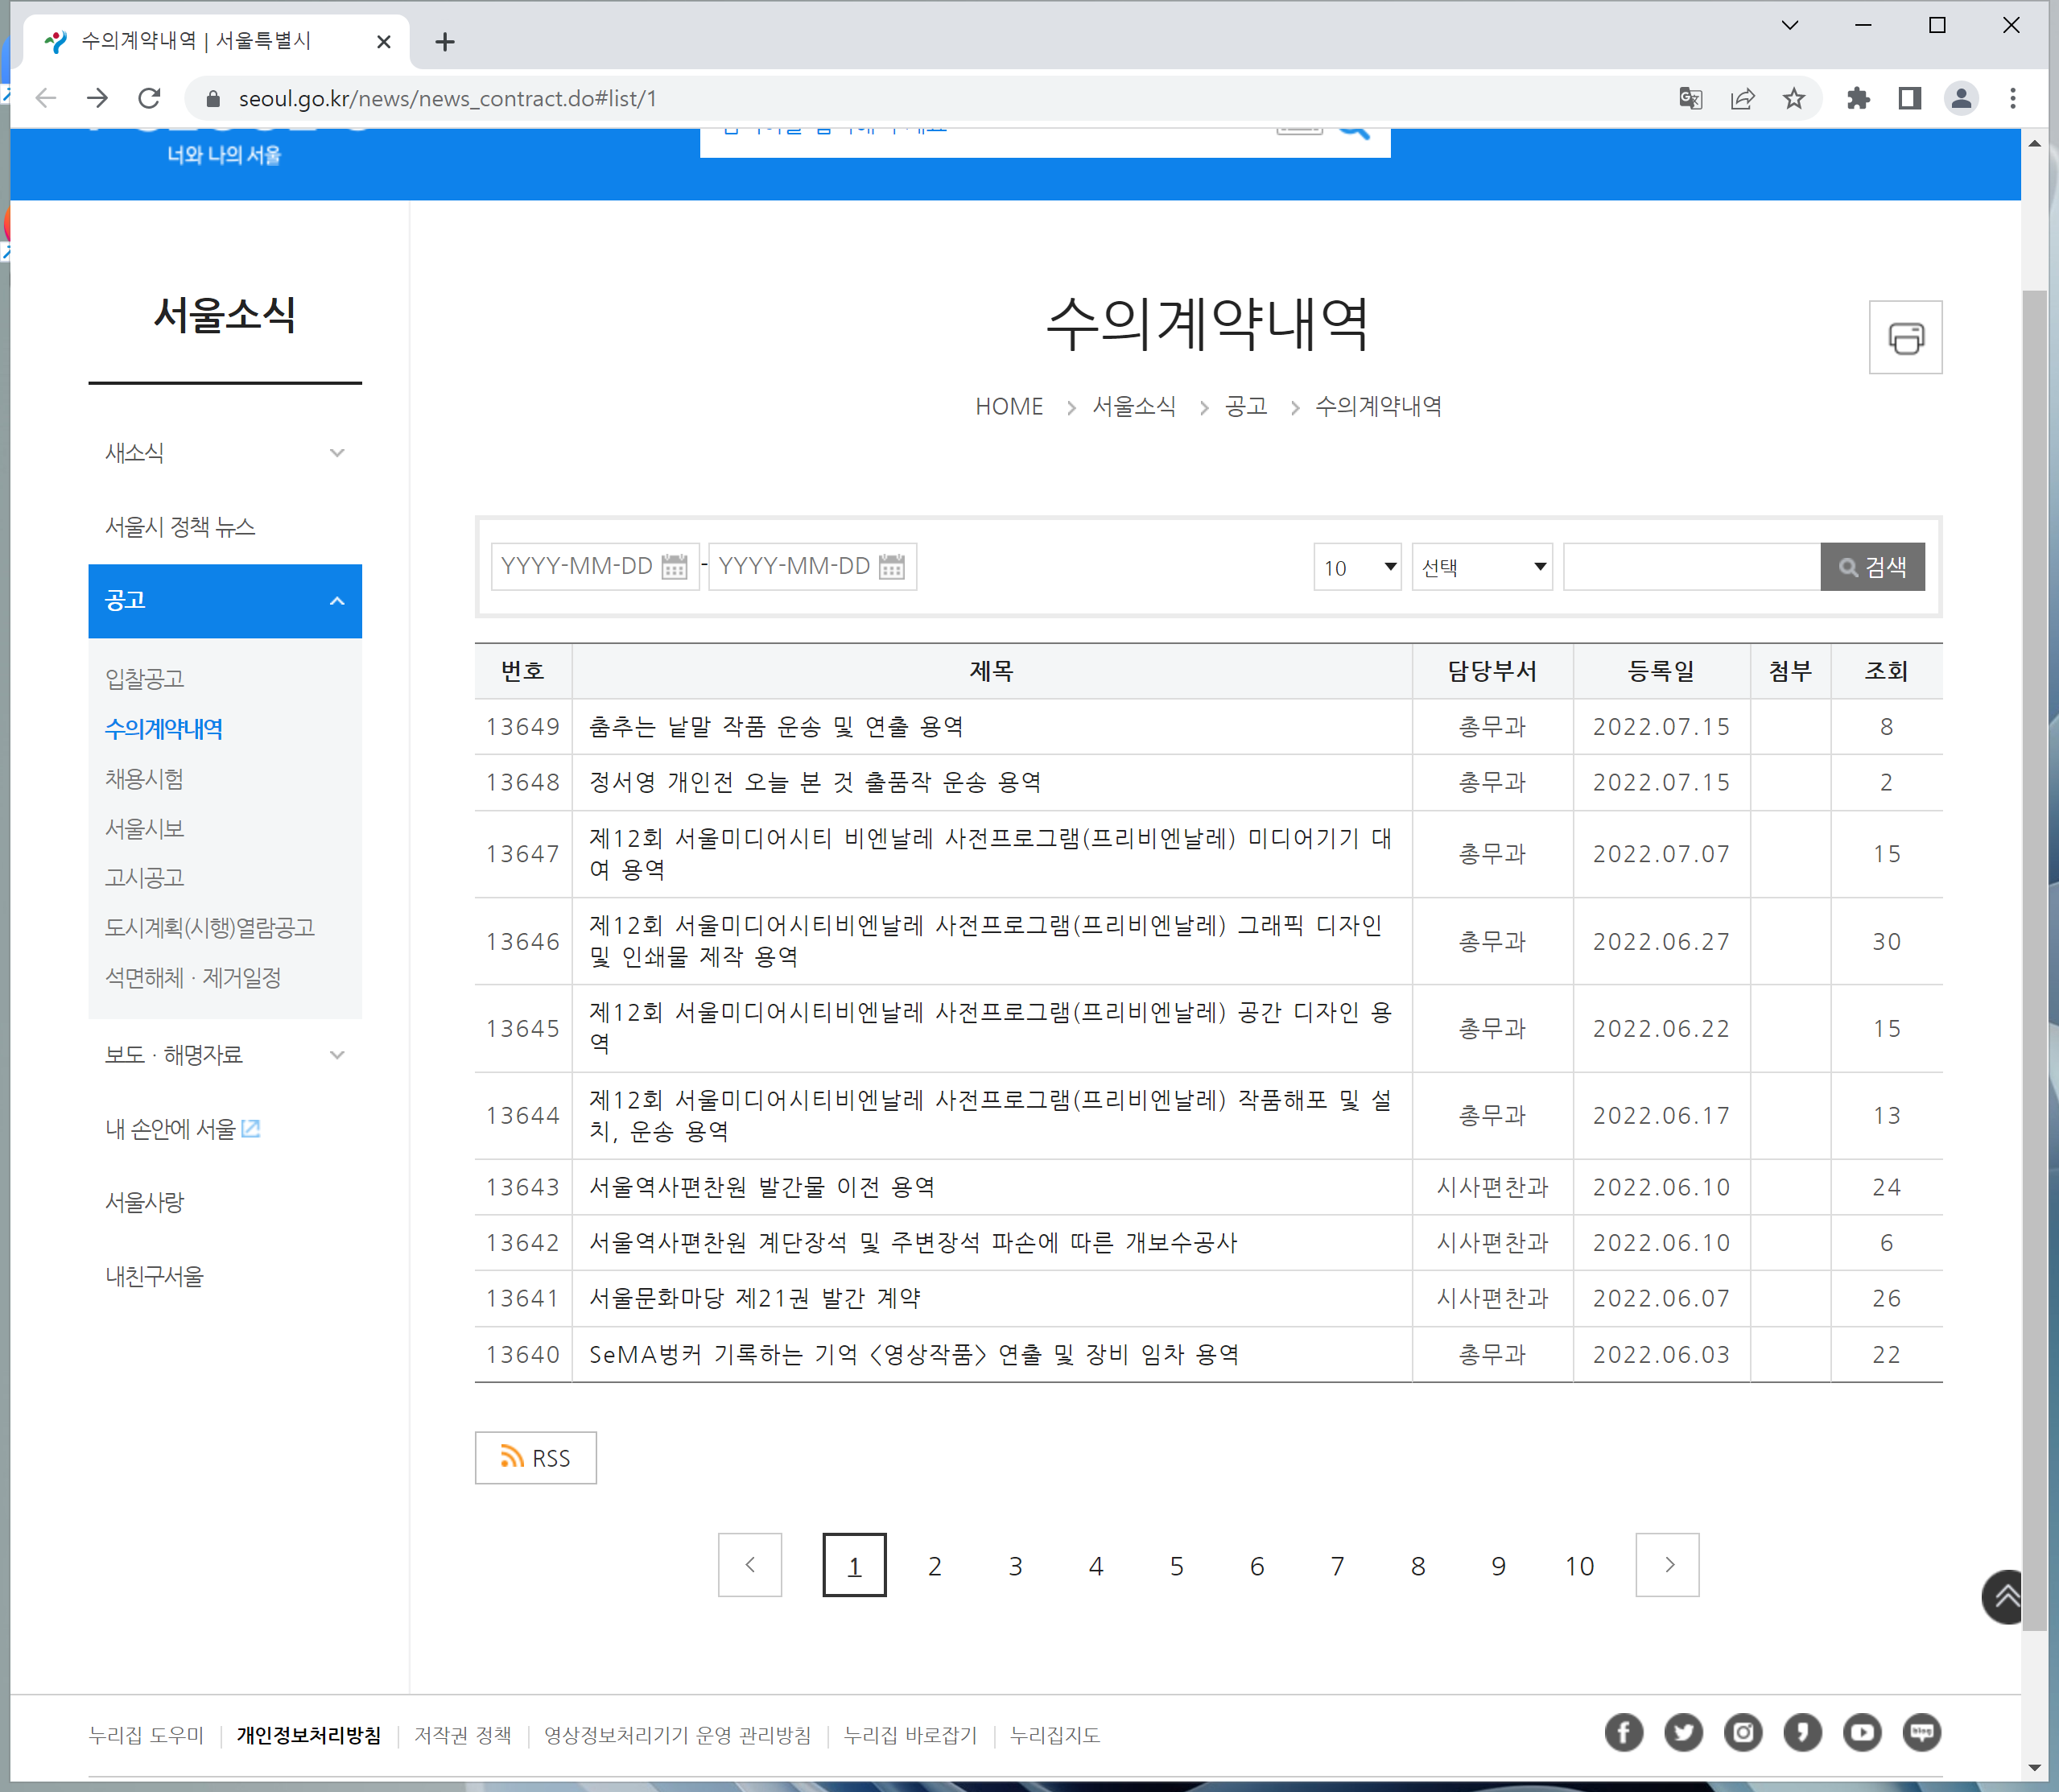 수의계약내역 | 서울특별시
seoul.go.kr/news/news_contract.do#list/1
너와 나의 서울
서울소식
새소식
서울시 정책 뉴스
공고
입찰공고
수의계약내역
채용시험
서울시보
고시공고
도시계획(시행)열람공고
석면해체 · 제거일정
보도 · 해명자료
내 손안에 서울
서울사랑
내친구서울
수의계약내역
HOME 서울소식 공고 수의계약내역
YYYY-MM-DD - YYYY-MM-DD 10 선택 검색
번호 제목 담당부서 등록일 첨부 조회
13649 춤추는 낱말 작품 운송 및 연출 용역 총무과 2022.07.15 8
13648 정서영 개인전 오늘 본 것 출품작 운송 용역 총무과 2022.07.15 2
13647 제12회 서울미디어시티 비엔날레 사전프로그램(프리비엔날레) 미디어기기 대
여 용역 총무과 2022.07.07 15
13646 제12회 서울미디어시티비엔날레 사전프로그램(프리비엔날레) 그래픽 디자인
및 인쇄물 제작 용역 총무과 2022.06.27 30
13645 제12회 서울미디어시티비엔날레 사전프로그램(프리비엔날레) 공간 디자인 용
역 총무과 2022.06.22 15
13644 제12회 서울미디어시티비엔날레 사전프로그램(프리비엔날레) 작품해포 및 설
치, 운송 용역 총무과 2022.06.17 13
13643 서울역사편찬원 발간물 이전 용역 시사편찬과 2022.06.10 24
13642 서울역사편찬원 계단장석 및 주변장석 파손에 따른 개보수공사 시사편찬과 2022.06.10 6
13641 서울문화마당 제21권 발간 계약 시사편찬과 2022.06.07 26
13640 SeMA벙커 기록하는 기억 <영상작품> 연출 및 장비 임차 용역 총무과 2022.06.03 22
RSS
1 2 3 4 5 6 7 8 9 10
누리집 도우미 개인정보처리방침 저작권 정책 영상정보처리기기 운영 관리방침 누리집 바로잡기 누리집지도
blog